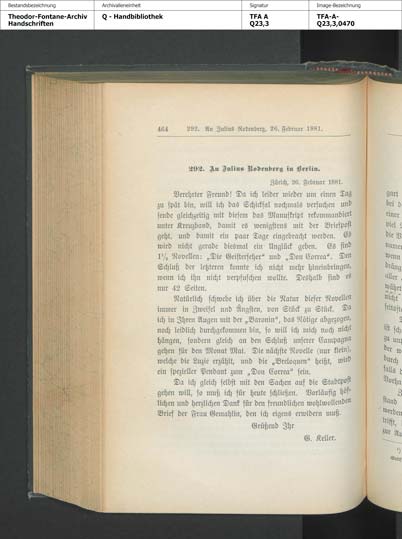 Bestandsbezeichnung
Theodor-Fontane-Archiv
Handschriften
Archivalieneinheit
Q - Handbibliothek
Signatur
TFA A
Q23,3
Image-Bezeichnung
TFA-A-
Q23,3,0470
464 292. An Julius Rodenberg, 26. Februar 1881.
292. An Julius Rodenberg in Berlin.
Zürich, 26. Februar 1881.
Verehrter Freund! Da ich leider wieder um einen Tag
zu spät bin, will ich das Schicksal nochmals versuchen und
sende gleichzeitig mit diesem das Manuskript rekommandiert
unter Kreuzband, damit es wenigstens mit der Briefpost
geht, und damit ein paar Tage eingebracht werden. Es
wird nicht gerade diesmal ein Unglück geben. Es sind
1½ Novellen: „Die Geisterseher“ und „Don Correa“. Den
Schluß der letzteren konnte ich nicht mehr hineinbringen,
wenn ich ihn nicht verpfuschen wollte. Deshalb sind es
nur 42 Seiten.
Natürlich schwebe ich über die Natur dieser Novellen
immer in Zweifel und Ängsten, von Stück zu Stück. Da
ich in Ihren Augen mit der „Baronin“, das Nötige abgezogen,
noch leidlich durchgekommen bin, so will ich mich noch nicht
hängen, sondern gleich an den Schluß unserer Campagne
gehen für den Monat Mai. Die nächste Novelle (nur klein),
welche die Luzie erzählt, und die „Berloquen“ heißt, wird
ein spezieller Pendant zum „Don Correa“ sein.
Da ich gleich selbst mit den Sachen auf die Stadtpost
gehen will, so muß ich für heute schließen. Vorläufig höf-
lichen und herzlichen Dank für den freundlichen wohlwollenden
Brief der Frau Gemahlin, den ich eigens erwidern muß.
Grüßend Ihr
G. Keller.